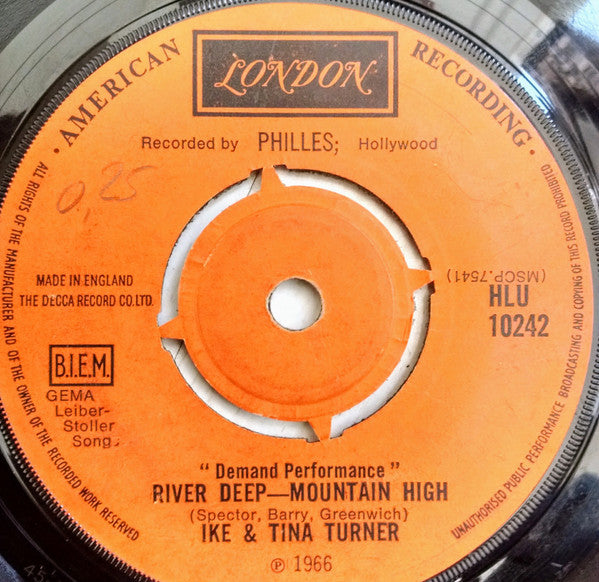 · AMERICAN RECORDING ·
LONDON
Recorded by PHILLES; Hollywood
0,25
ALL RIGHTS OF THE MANUFACTURER AND OF THE OWNER OF THE RECORDED WORK RESERVED
UNAUTHORISED PUBLIC PERFORMANCE BROADCASTING AND COPYING OF THIS RECORD PROHIBITED
MADE IN ENGLAND
THE DECCA RECORD CO. LTD.
(MSCP.7541)
HLU
10242
B.I.E.M.
GEMA
Leiber-
Stoller
Song.
"Demand Performance"
RIVER DEEP—MOUNTAIN HIGH
(Spector, Barry, Greenwich)
IKE & TINA TURNER
℗ 1966